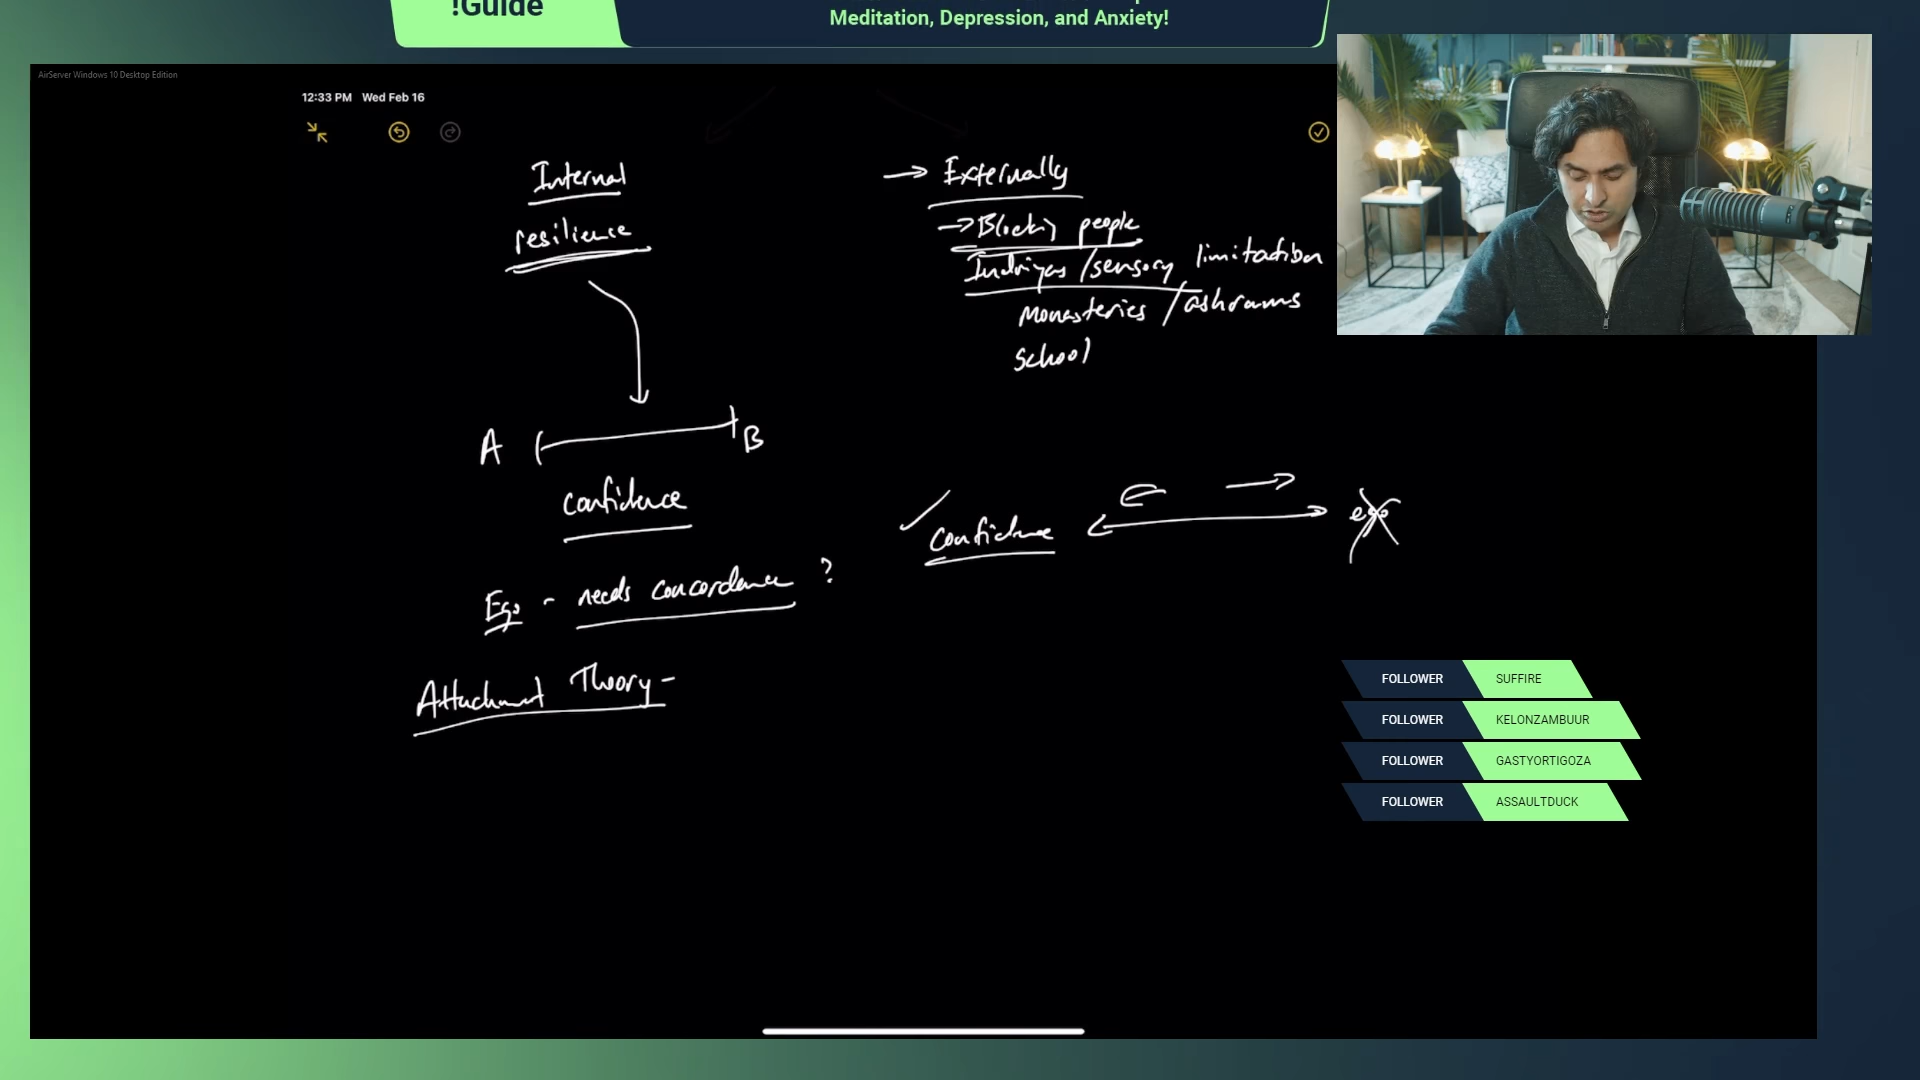 !Guide
Meditation, Depression, and Anxiety!
AirServer Windows 10 Desktop Edition
12:33 PM Wed Feb 16
Internal
resilience
→ Externally
→ Blocking people
Indriyas / sensory limitation
monasteries / ashrams
school
A B
confidence
Confidence ego
Ego - needs concordance ?
Attachment Theory -
FOLLOWER SUFFIRE
FOLLOWER KELONZAMBUUR
FOLLOWER GASTYORTIGOZA
FOLLOWER ASSAULTDUCK